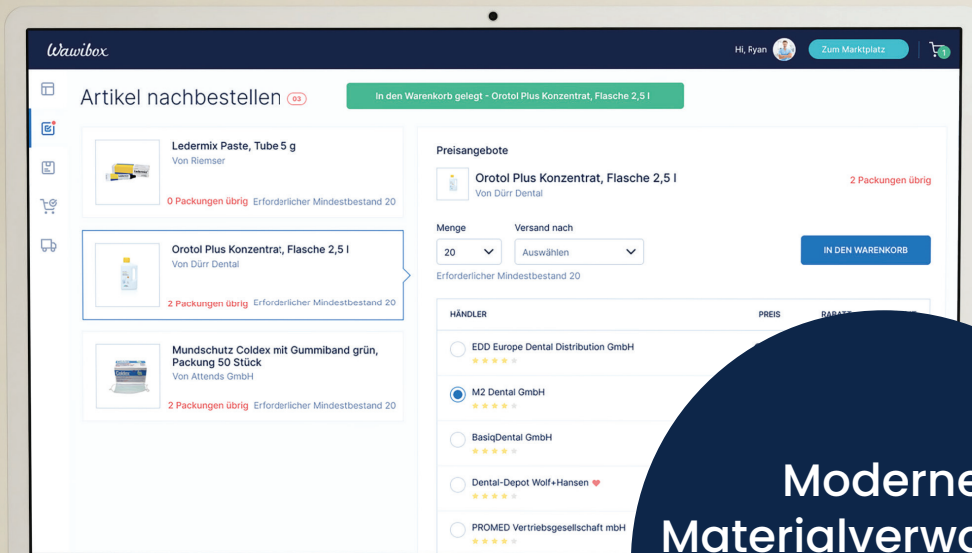 Wawibox
Hi, Ryan
Zum Marktplatz
1
Artikel nachbestellen 03
In den Warenkorb gelegt - Orotol Plus Konzentrat, Flasche 2,5 l
Ledermix Paste, Tube 5 g
Von Riemser
0 Packungen übrig Erforderlicher Mindestbestand 20
Orotol Plus Konzentrat, Flasche 2,5 l
Von Dürr Dental
2 Packungen übrig Erforderlicher Mindestbestand 20
Mundschutz Coldex mit Gummiband grün,
Packung 50 Stück
Von Attends GmbH
2 Packungen übrig Erforderlicher Mindestbestand 20
Preisangebote
Orotol Plus Konzentrat, Flasche 2,5 l
Von Dürr Dental
2 Packungen übrig
Menge Versand nach
20 Auswählen
IN DEN WARENKORB
Erforderlicher Mindestbestand 20
HÄNDLER PREIS
EDD Europe Dental Distribution GmbH
M2 Dental GmbH
BasiqDental GmbH
Dental-Depot Wolf+Hansen
PROMED Vertriebsgesellschaft mbH
Moderne
Materialverwa